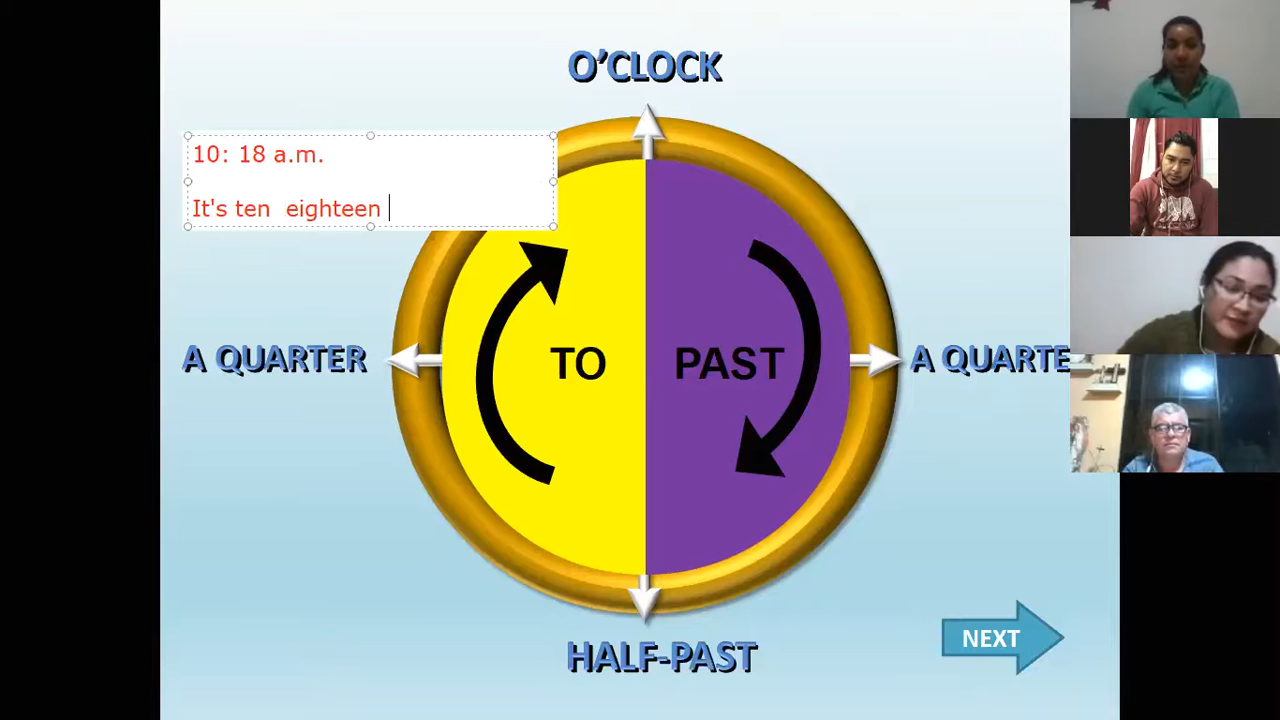 O'CLOCK
10: 18 a.m.
It's ten eighteen
A QUARTER
TO
PAST
A QUARTE
HALF-PAST
NEXT